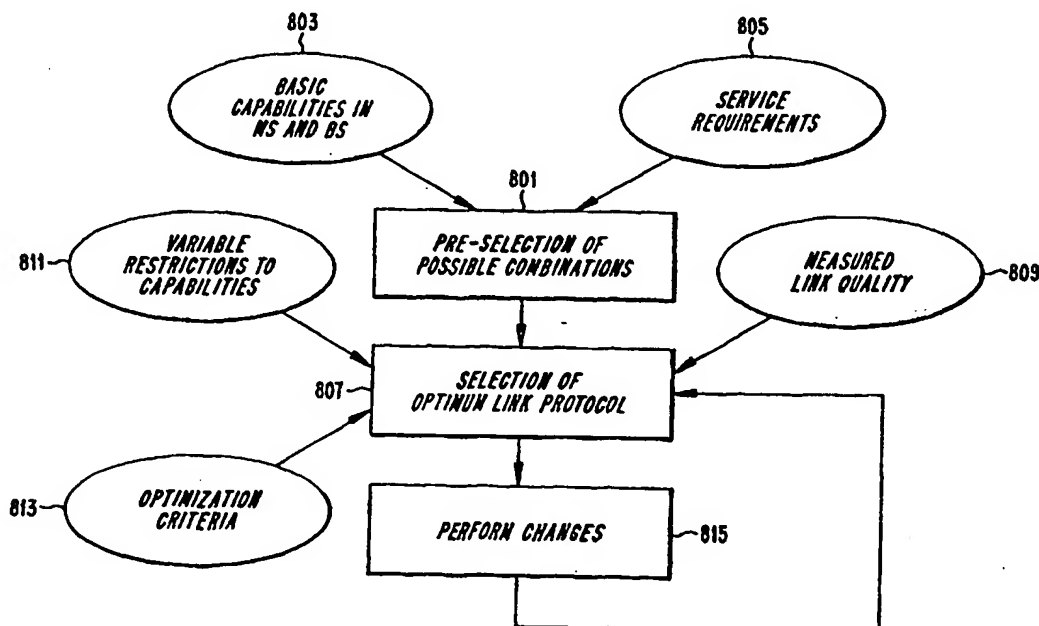 803
805
BASIC
CAPABILITIES IN
MS AND BS
SERVICE
REQUIREMENTS
801
PRE-SELECTION OF
POSSIBLE COMBINATIONS
811
VARIABLE
RESTRICTIONS TO
CAPABILITIES
MEASURED
LINK QUALITY
809
807
SELECTION OF
OPTIMUM LINK PROTOCOL
813
OPTIMIZATION
CRITERIA
PERFORM CHANGES
815